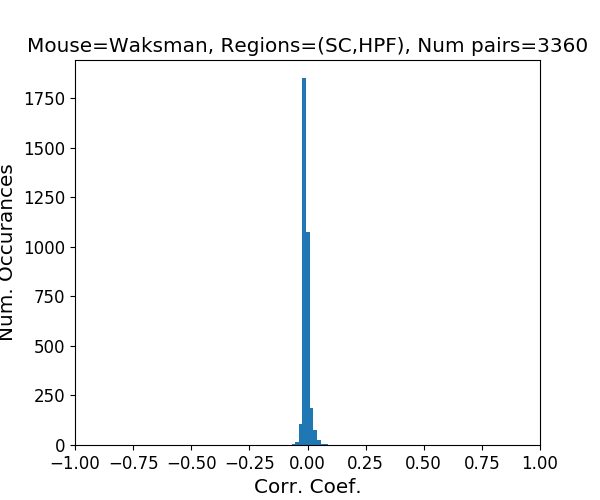 Mouse=Waksman, Regions=(SC,HPF), Num pairs=3360
1750
1500
1250
1000
750
500
250
0
Num. Occurances
−1.00 −0.75 −0.50 −0.25 0.00 0.25 0.50 0.75 1.00
Corr. Coef.